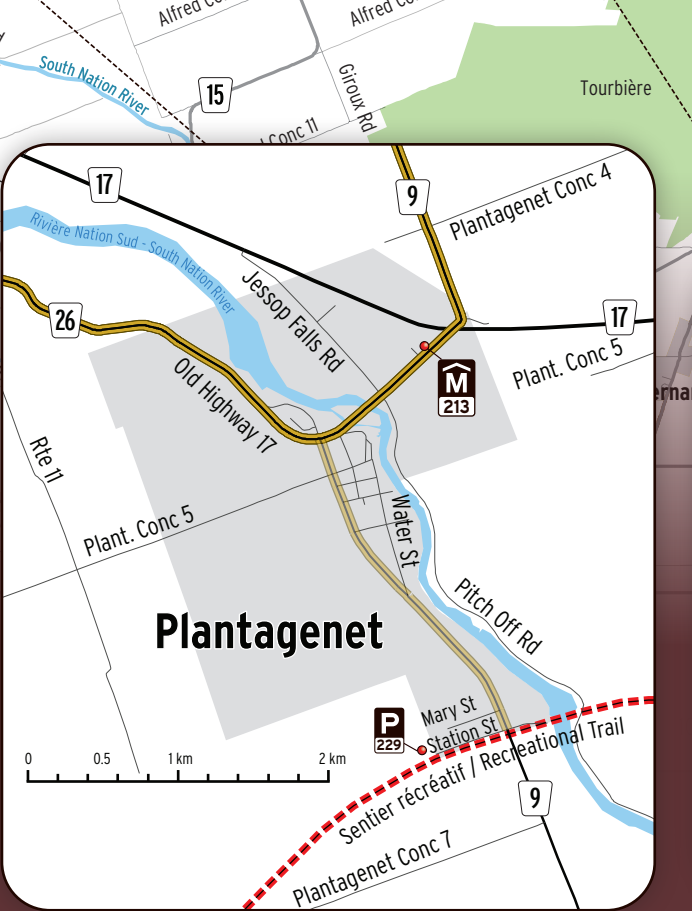 Alfred Co
Alfred Co
South Nation River
15
Giroux Rd
Tourbière
Conc 11
17
9
Plantagenet Conc 4
Rivière Nation Sud - South Nation River
Jessop Falls Rd
26
17
Plant. Conc 5
M
213
Old Highway 17
Rte 11
Plant. Conc 5
Water St
Plantagenet
Pitch Off Rd
P
229
Mary St
Station St
0 0.5 1 km 2 km
Sentier récréatif / Recreational Trail
9
Plantagenet Conc 7